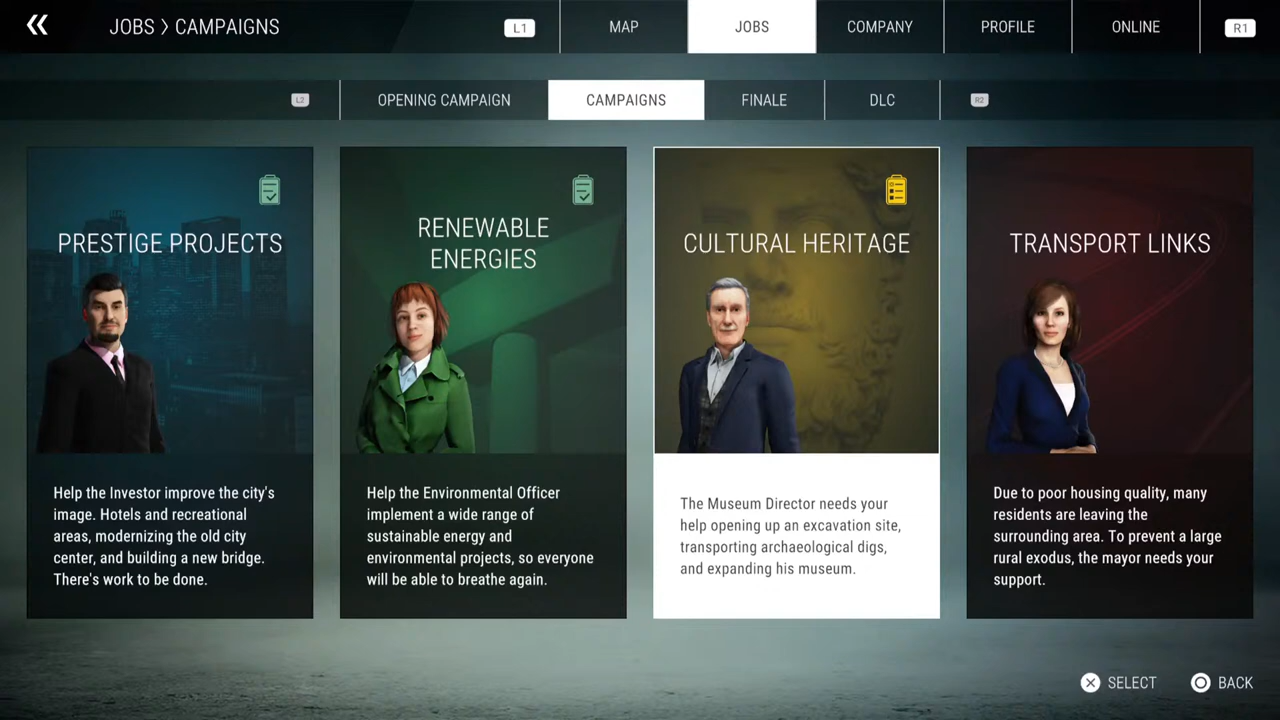 JOBS > CAMPAIGNS
L1
MAP
JOBS
COMPANY
PROFILE
ONLINE
R1
L2
OPENING CAMPAIGN
CAMPAIGNS
FINALE
DLC
R2
PRESTIGE PROJECTS
Help the Investor improve the city's
image. Hotels and recreational
areas, modernizing the old city
center, and building a new bridge.
There's work to be done.
RENEWABLE
ENERGIES
Help the Environmental Officer
implement a wide range of
sustainable energy and
environmental projects, so everyone
will be able to breathe again.
CULTURAL HERITAGE
The Museum Director needs your
help opening up an excavation site,
transporting archaeological digs,
and expanding his museum.
TRANSPORT LINKS
Due to poor housing quality, many
residents are leaving the
surrounding area. To prevent a large
rural exodus, the mayor needs your
support.
SELECT
BACK